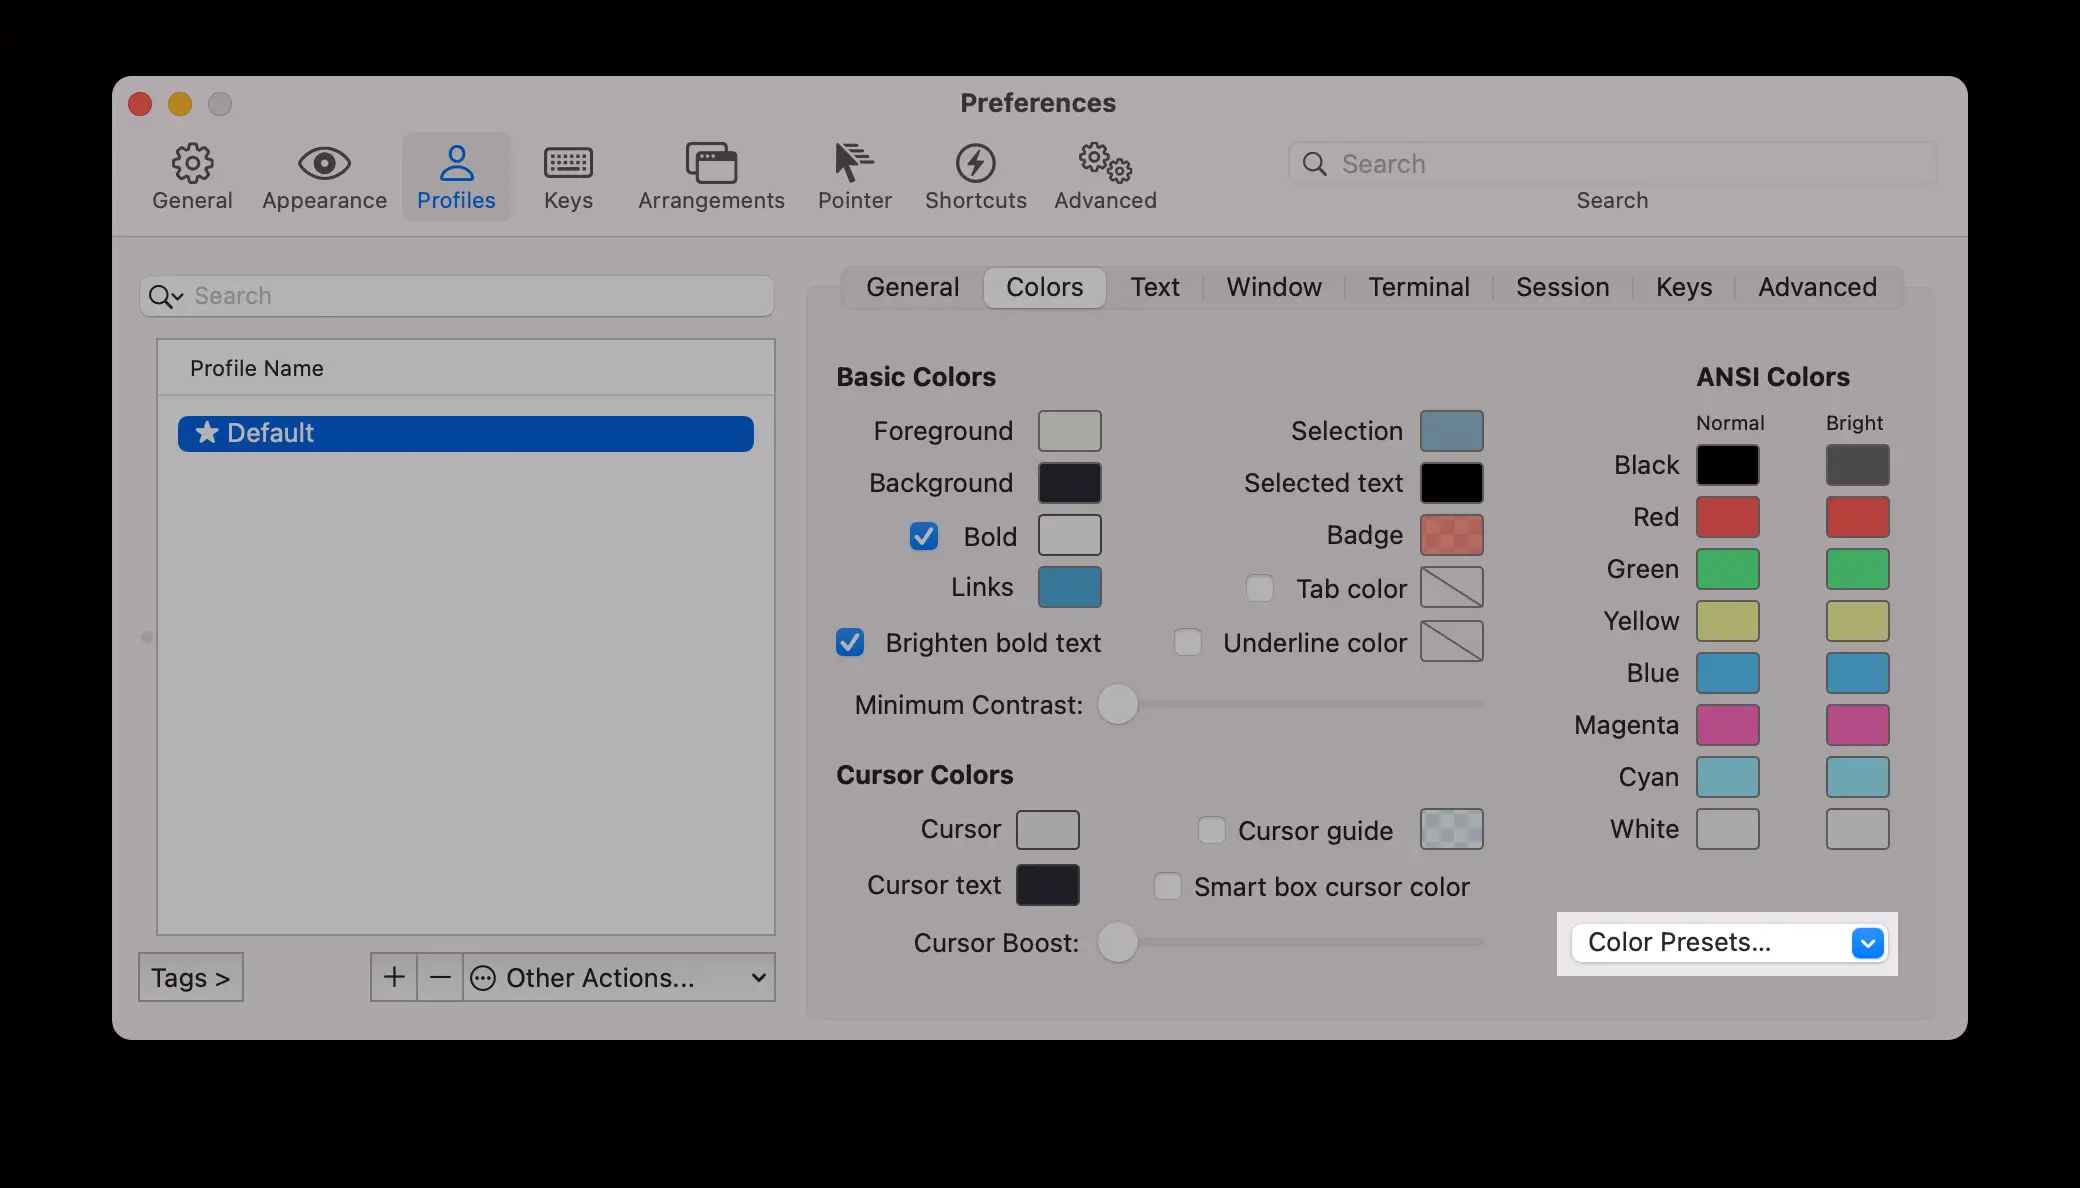 Preferences
General Appearance Profiles Keys Arrangements Pointer Shortcuts Advanced
Search
Search
Search
Profile Name
Default
Tags >
Other Actions...
General Colors Text Window Terminal Session Keys Advanced
Basic Colors
Foreground
Background
Bold
Links
Brighten bold text
Selection
Selected text
Badge
Tab color
Underline color
Minimum Contrast:
Cursor Colors
Cursor
Cursor text
Cursor guide
Smart box cursor color
Cursor Boost:
ANSI Colors
Normal Bright
Black
Red
Green
Yellow
Blue
Magenta
Cyan
White
Color Presets...